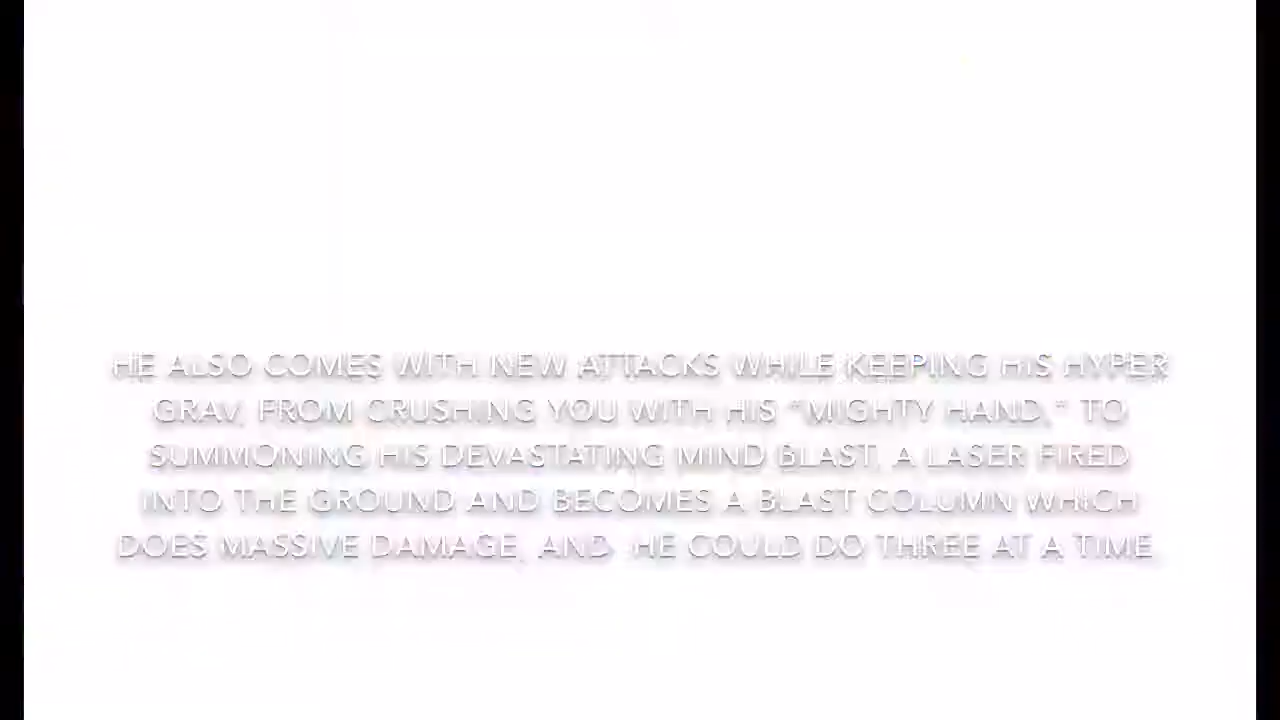 HE ALSO COMES WITH NEW ATTACKS WHILE KEEPING HIS HYPER
GRAV, FROM CRUSHING YOU WITH HIS "MIGHTY HAND," TO
SUMMONING HIS DEVASTATING MIND BLAST, A LASER FIRED
INTO THE GROUND AND BECOMES A BLAST COLUMN WHICH
DOES MASSIVE DAMAGE, AND HE COULD DO THREE AT A TIME.